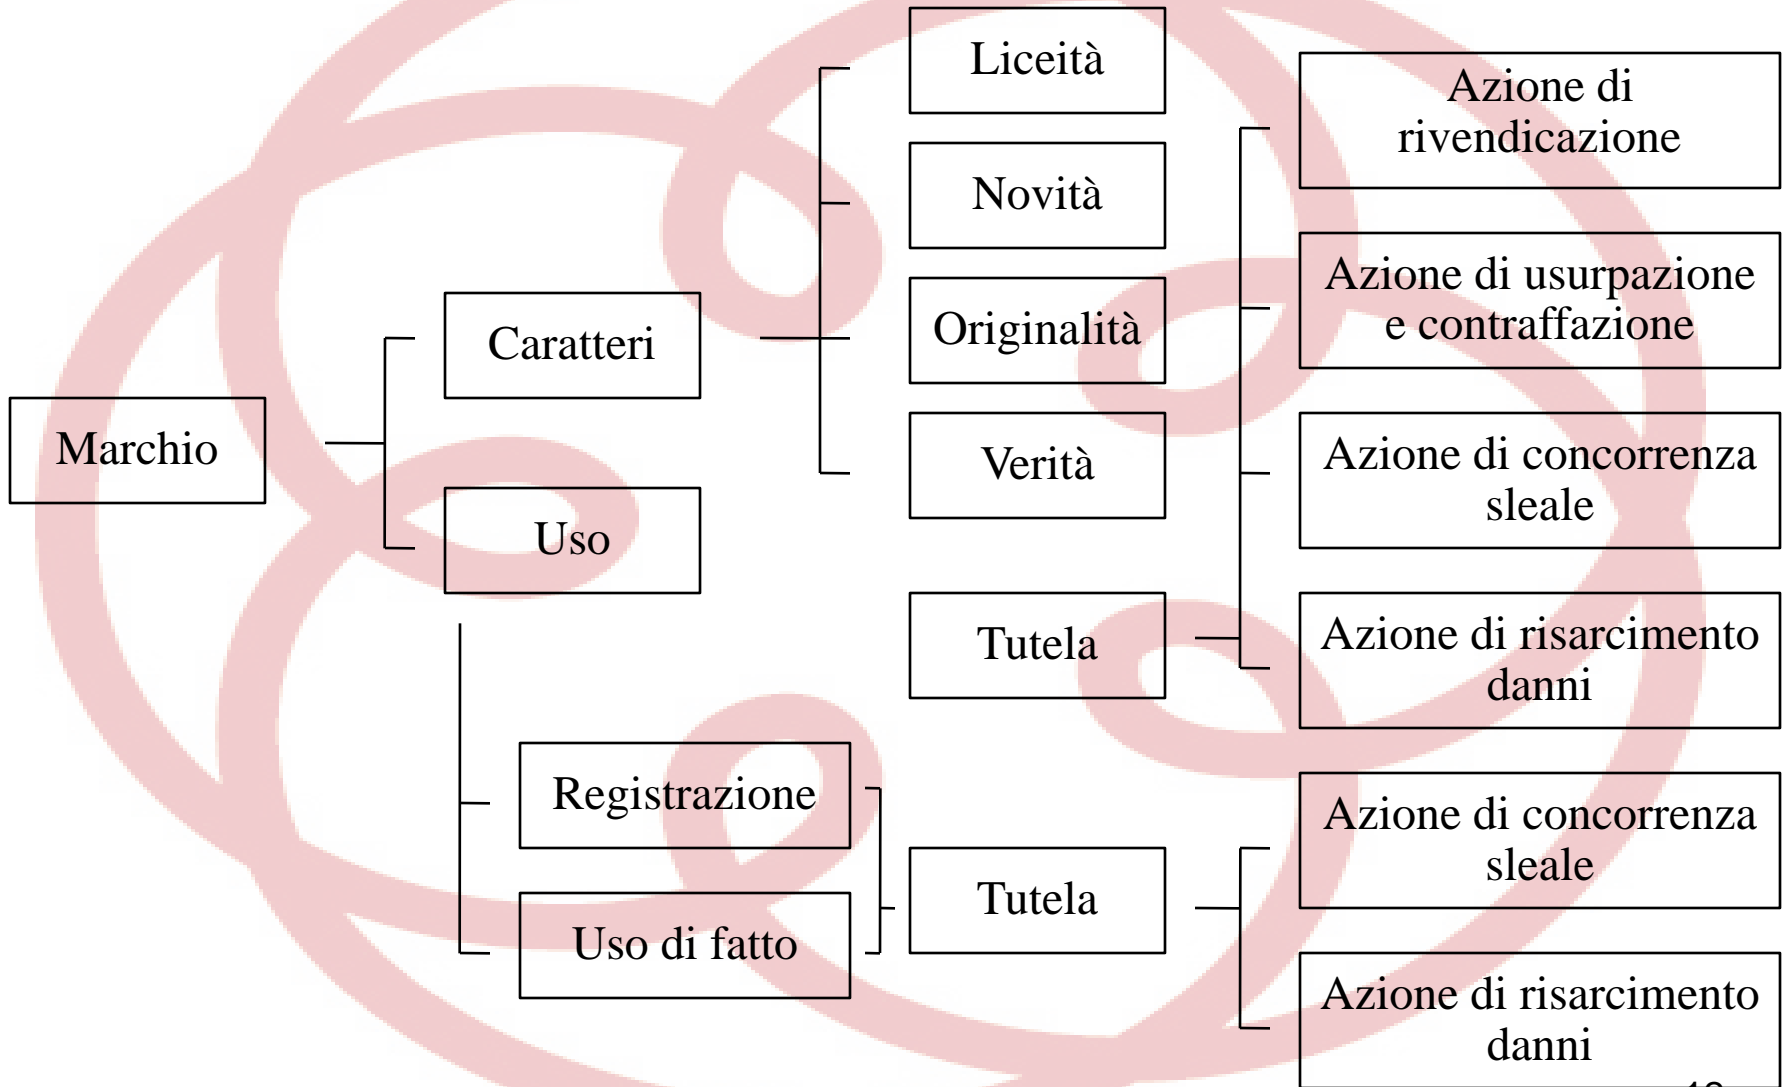 Marchio
Caratteri
Uso
Liceità
Novità
Originalità
Verità
Tutela
Azione di
rivendicazione
Azione di usurpazione
e contraffazione
Azione di concorrenza
sleale
Azione di risarcimento
danni
Registrazione
Uso di fatto
Tutela
Azione di concorrenza
sleale
Azione di risarcimento
danni